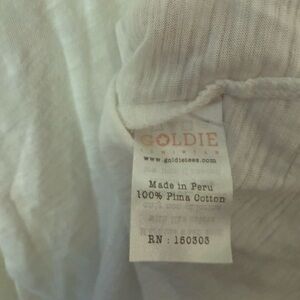 GOLDIE
www.goldietees.com
Made in Peru
100% Pima Cotton
RN : 150303